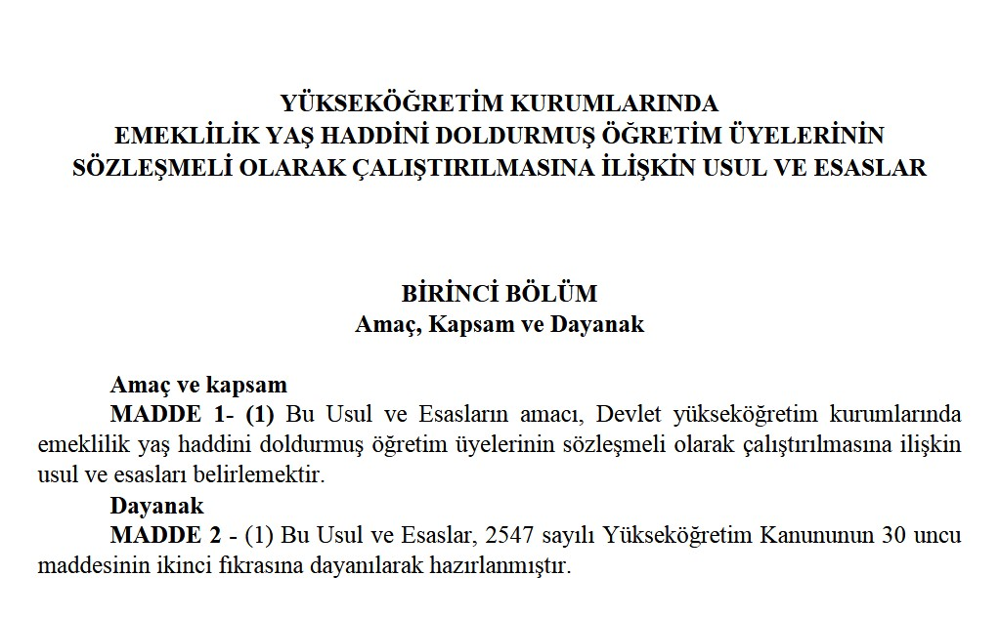 YÜKSEKÖĞRETİM KURUMLARINDA
EMEKLİLİK YAŞ HADDİNİ DOLDURMUŞ ÖĞRETİM ÜYELERİNİN
SÖZLEŞMELİ OLARAK ÇALIŞTIRILMASINA İLİŞKİN USUL VE ESASLAR
BİRİNCİ BÖLÜM
Amaç, Kapsam ve Dayanak
Amaç ve kapsam
MADDE 1- (1) Bu Usul ve Esasların amacı, Devlet yükseköğretim kurumlarında
emeklilik yaş haddini doldurmuş öğretim üyelerinin sözleşmeli olarak çalıştırılmasına ilişkin
usul ve esasları belirlemektir.
Dayanak
MADDE 2 - (1) Bu Usul ve Esaslar, 2547 sayılı Yükseköğretim Kanununun 30 uncu
maddesinin ikinci fıkrasına dayanılarak hazırlanmıştır.